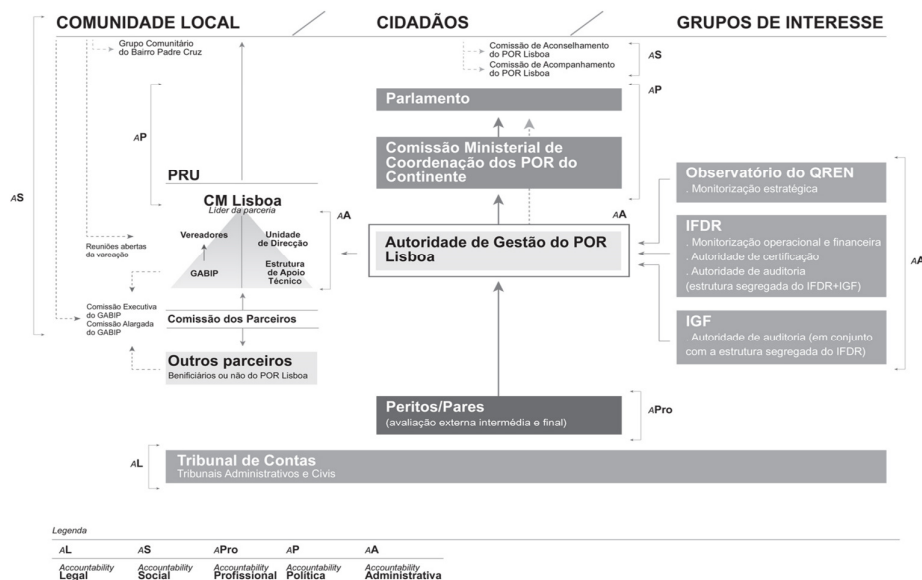 COMUNIDADE LOCAL
CIDADÃOS
GRUPOS DE INTERESSE
Grupo Comunitário
do Bairro Padre Cruz
Comissão de Aconselhamento
do POR Lisboa
Comissão de Acompanhamento
do POR Lisboa
AS
AP
Parlamento
Comissão Ministerial de
Coordenação dos POR do
Continente
AP
AS
PRU
CM Lisboa
Líder da parceria
Vereadores
Unidade
de Direcção
GABIP
Estrutura
de Apoio
Técnico
AA
Reuniões abertas
da vareação
Comissão Executiva
do GABIP
Comissão Alargada
do GABIP
Comissão dos Parceiros
Outros parceiros
Benificiários ou não do POR Lisboa
AA
Autoridade de Gestão do POR
Lisboa
Observatório do QREN
. Monitorização estratégica
IFDR
. Monitorização operacional e financeira
. Autoridade de certificação
. Autoridade de auditoria
(estrutura segregada do IFDR+IGF)
AA
IGF
. Autoridade de auditoria (em conjunto
com a estrutura segregada do IFDR)
Peritos/Pares
(avaliação externa intermédia e final)
APro
AL
Tribunal de Contas
Tribunais Administrativos e Civis
Legenda
AL AS APro AP AA
Accountability Accountability Accountability Accountability Accountability
Legal Social Profissional Política Administrativa